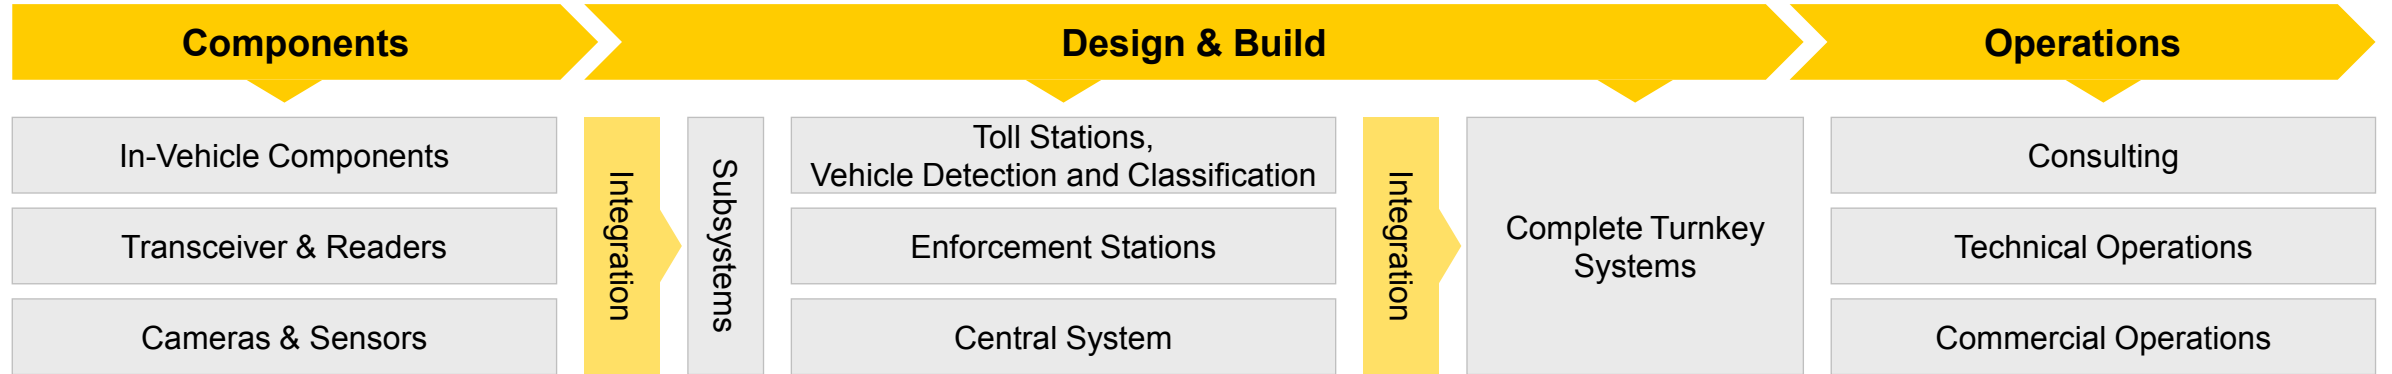 Components
Design & Build
Operations
In-Vehicle Components
Transceiver & Readers
Cameras & Sensors
Integration
Subsystems
Toll Stations,
Vehicle Detection and Classification
Enforcement Stations
Central System
Integration
Complete Turnkey
Systems
Consulting
Technical Operations
Commercial Operations